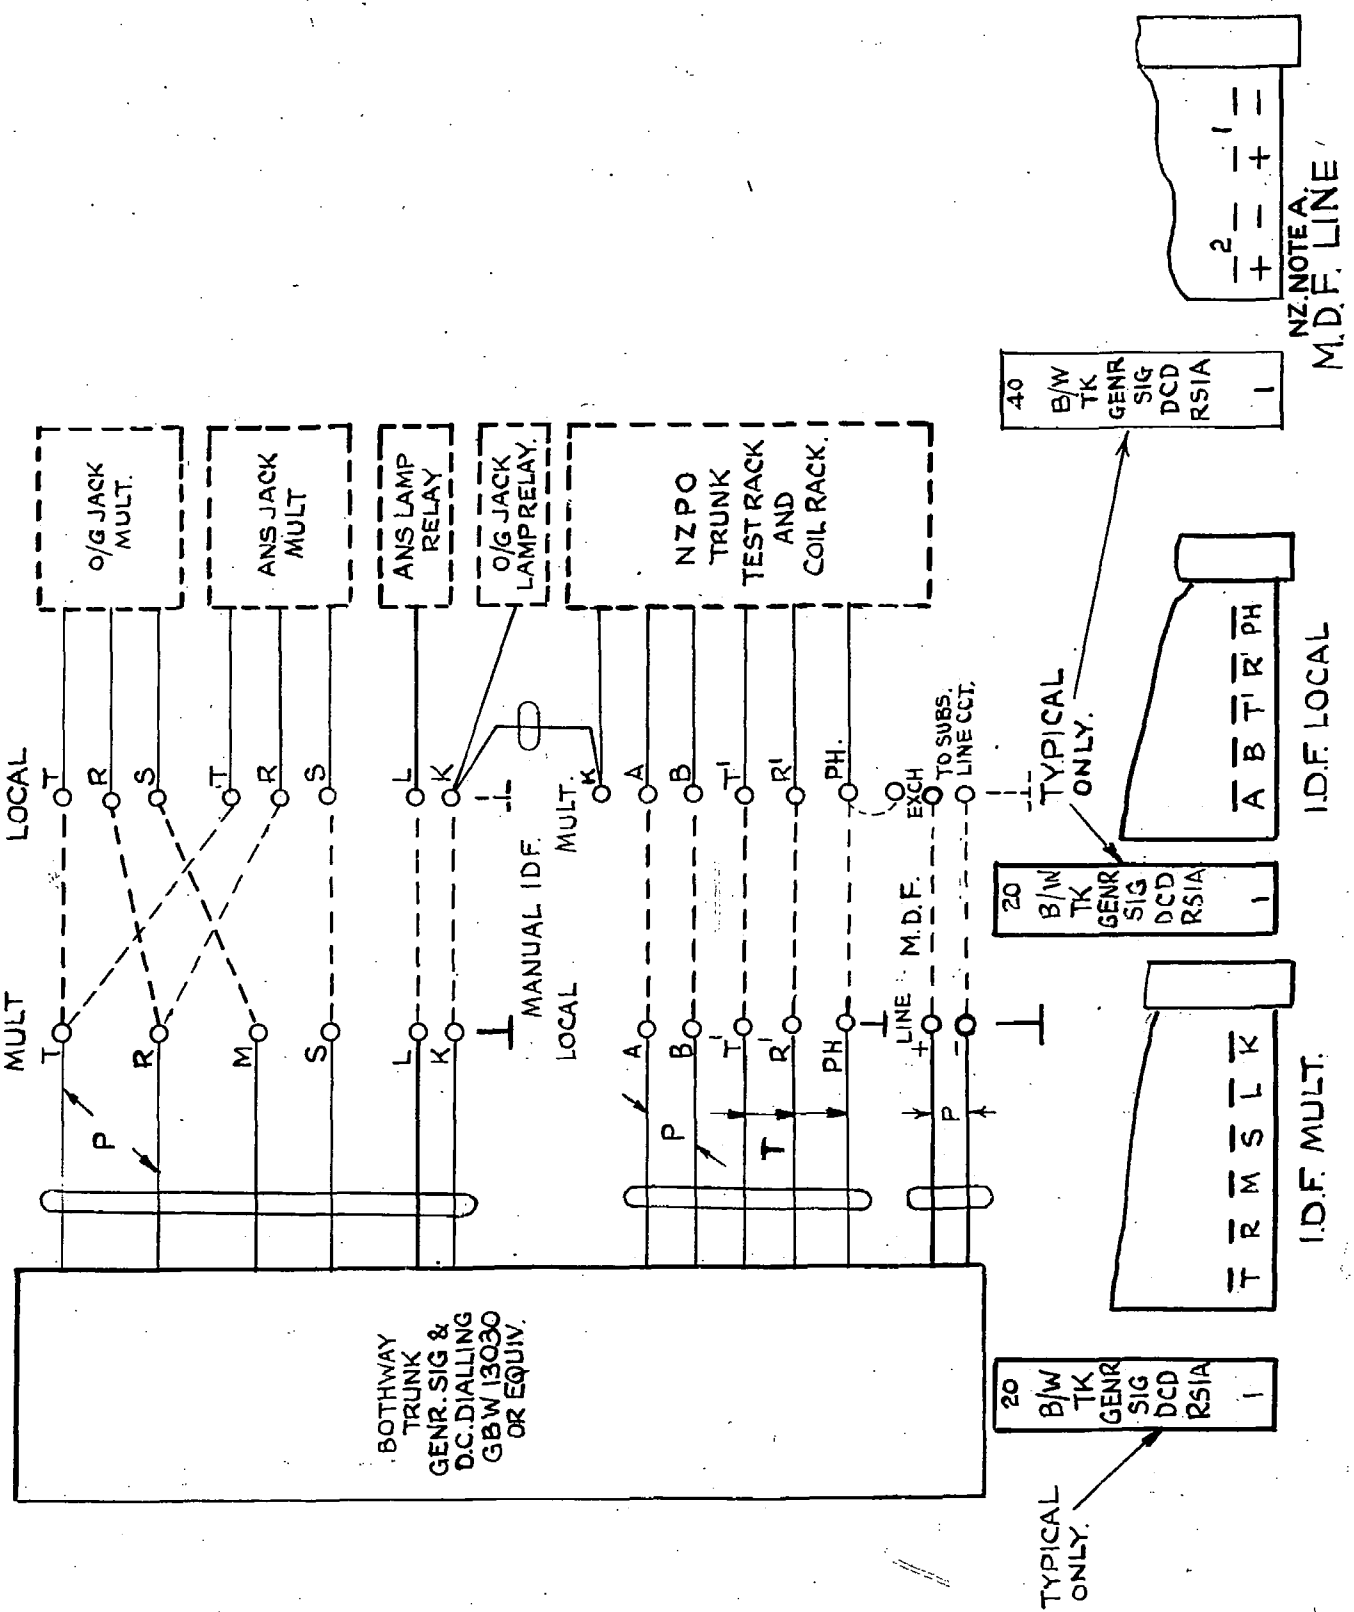 BOTHWAY
TRUNK
GENR. SIG &
D.C. DIALLING
GBW 13030
OR EQUIV.
MULT
T
R
M
S
L
K
P
LOCAL
T
R
S
T
R
S
L
K
MANUAL IDF.
O/G JACK
MULT.
ANS JACK
MULT
ANS LAMP
RELAY
O/G JACK
LAMP RELAY.
LOCAL
A
B
T'
R'
PH
P
T
MULT.
K
A
B
T'
R'
PH.
NZPO
TRUNK
TEST RACK
AND
COIL RACK.
LINE
M.D.F.
EXCH
+
-
P
TO SUBS.
LINE CCT.
TYPICAL
ONLY.
20
B/W
TK
GENR
SIG
DCD
RSIA
1
T R M S L K
I.D.F. MULT.
20
B/W
TK
GENR
SIG
DCD
RSIA
1
TYPICAL
ONLY.
A B T' R' PH
I.D.F. LOCAL
40
B/W
TK
GENR
SIG
DCD
RSIA
1
2 1
+ - + -
NZ. NOTE A.
M.D.F. LINE